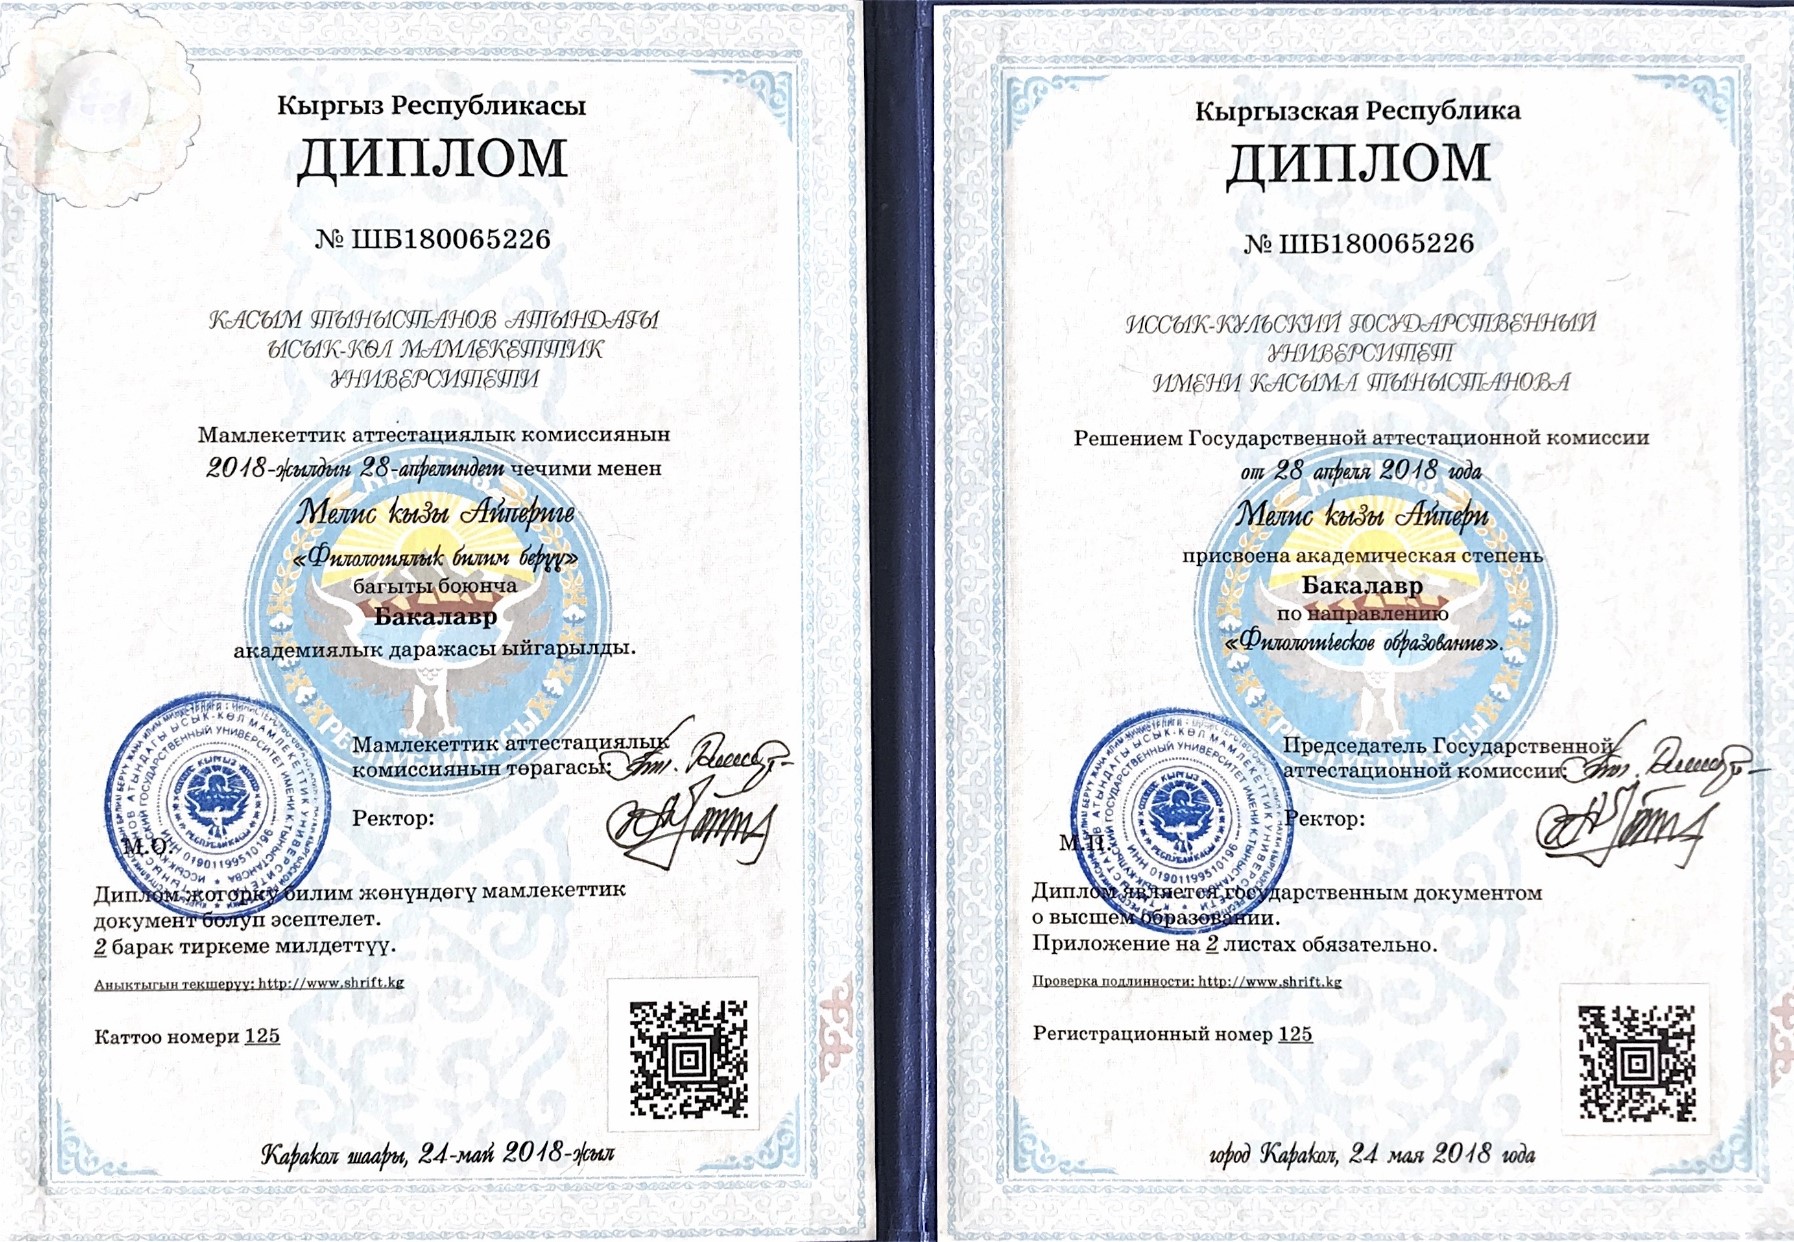 Кыргыз Республикасы
ДИПЛОМ
№ ШБ180065226
КАСЫМ ТЫНЫСТАНОВ АТЫНДАГЫ
ЫСЫК-КӨЛ МАМЛЕКЕТТИК
УНИВЕРСИТЕТИ
Мамлекеттик аттестациялык комиссиянын
2018-жылдын 28-апрелиндеги чечими менен
Мелис кызы Айпериге
«Филологиялык билим берүү»
багыты боюнча
Бакалавр
академиялык даражасы ыйгарылды.
Мамлекеттик аттестациялык
комиссиянын төрагасы:
Ректор:
М.О.
Диплом жогорку билим жөнүндөгү мамлекеттик
документ болуп эсептелет.
2 барак тиркеме милдеттүү.
Аныктыгын текшерүү: http://www.shrift.kg
Каттоо номери 125
Каракол шаары, 24-май 2018-жыл
Кыргызская Республика
ДИПЛОМ
№ ШБ180065226
ИССЫК-КУЛЬСКИЙ ГОСУДАРСТВЕННЫЙ
УНИВЕРСИТЕТ
ИМЕНИ КАСЫМА ТЫНЫСТАНОВА
Решением Государственной аттестационной комиссии
от 28 апреля 2018 года
Мелис кызы Айпери
присвоена академическая степень
Бакалавр
по направлению
«Филологическое образование».
Председатель Государственной
аттестационной комиссии:
Ректор:
М.П.
Диплом является государственным документом
о высшем образовании.
Приложение на 2 листах обязательно.
Проверка подлинности: http://www.shrift.kg
Регистрационный номер 125
город Каракол, 24 мая 2018 года